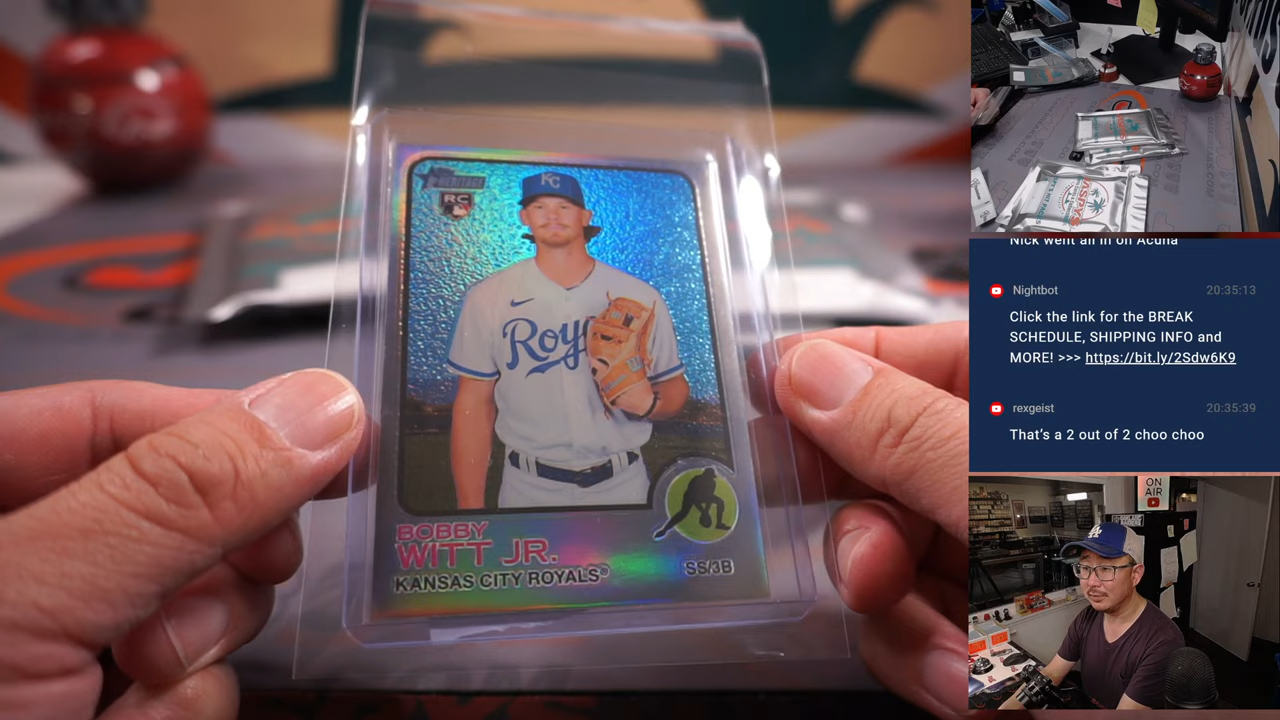 HERITAGE
RC
KC
Roy
BOBBY
WITT JR.
KANSAS CITY ROYALS®
SS/3B
Nick went all in on Acuna
Nightbot
20:35:13
Click the link for the BREAK
SCHEDULE, SHIPPING INFO and
MORE! >>> https://bit.ly/2Sdw6K9
rexgeist
20:35:39
That's a 2 out of 2 choo choo
ON
AIR
LA